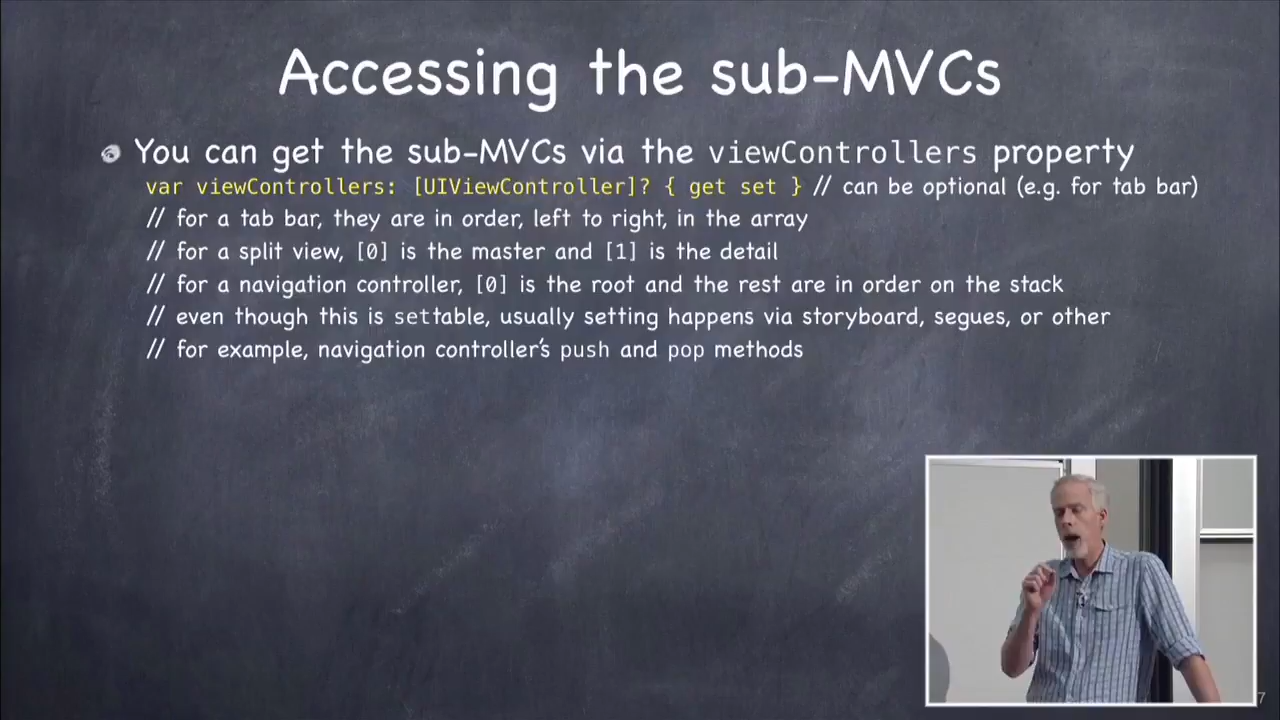 Accessing the sub-MVCs
You can get the sub-MVCs via the viewControllers property
var viewControllers: [UIViewController]? { get set } // can be optional (e.g. for tab bar)
// for a tab bar, they are in order, left to right, in the array
// for a split view, [0] is the master and [1] is the detail
// for a navigation controller, [0] is the root and the rest are in order on the stack
// even though this is settable, usually setting happens via storyboard, segues, or other
// for example, navigation controller's push and pop methods
7